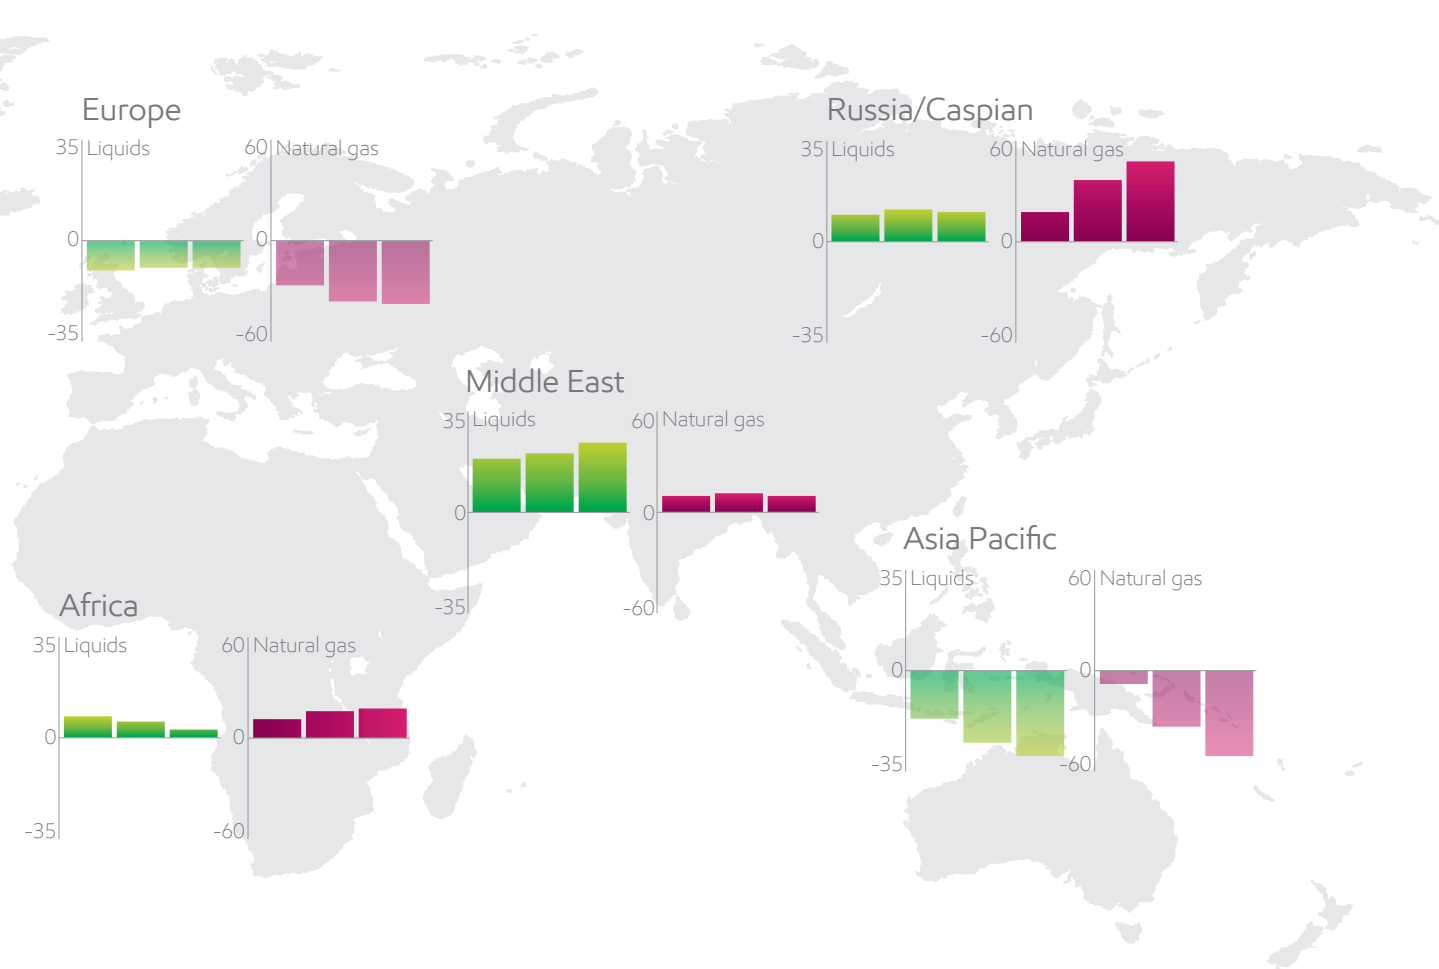 Europe
35 Liquids 60 Natural gas
0 0
-35 -60
Russia/Caspian
35 Liquids 60 Natural gas
0 0
-35 -60
Middle East
35 Liquids 60 Natural gas
0 0
-35 -60
Asia Pacific
35 Liquids 60 Natural gas
0 0
-35 -60
Africa
35 Liquids 60 Natural gas
0 0
-35 -60